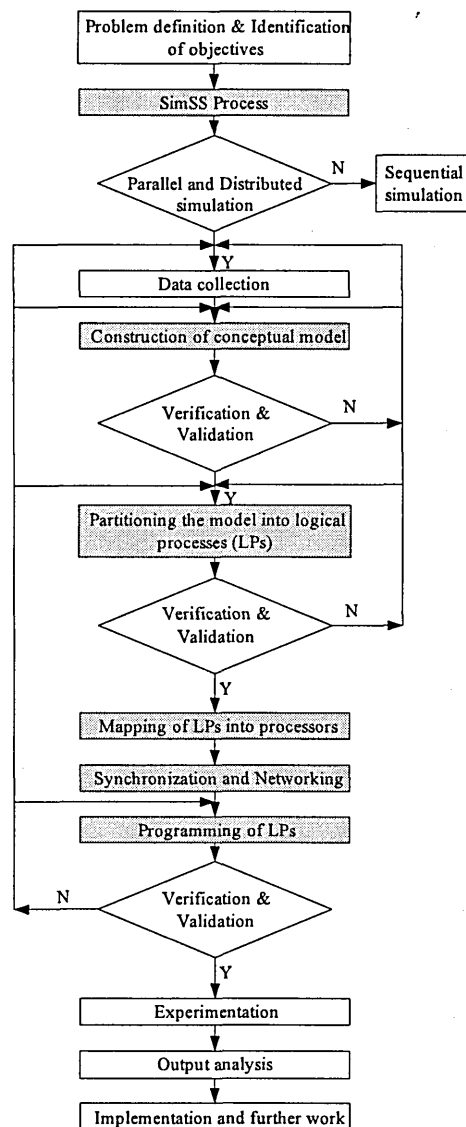 Problem definition & Identification
of objectives
SimSS Process
N
Parallel and Distributed
simulation
Sequential
simulation
Y
Data collection
Construction of conceptual model
N
Verification &
Validation
Y
Partitioning the model into logical
processes (LPs)
N
Verification &
Validation
Y
Mapping of LPs into processors
Synchronization and Networking
Programming of LPs
N
Verification &
Validation
Y
Experimentation
Output analysis
Implementation and further work